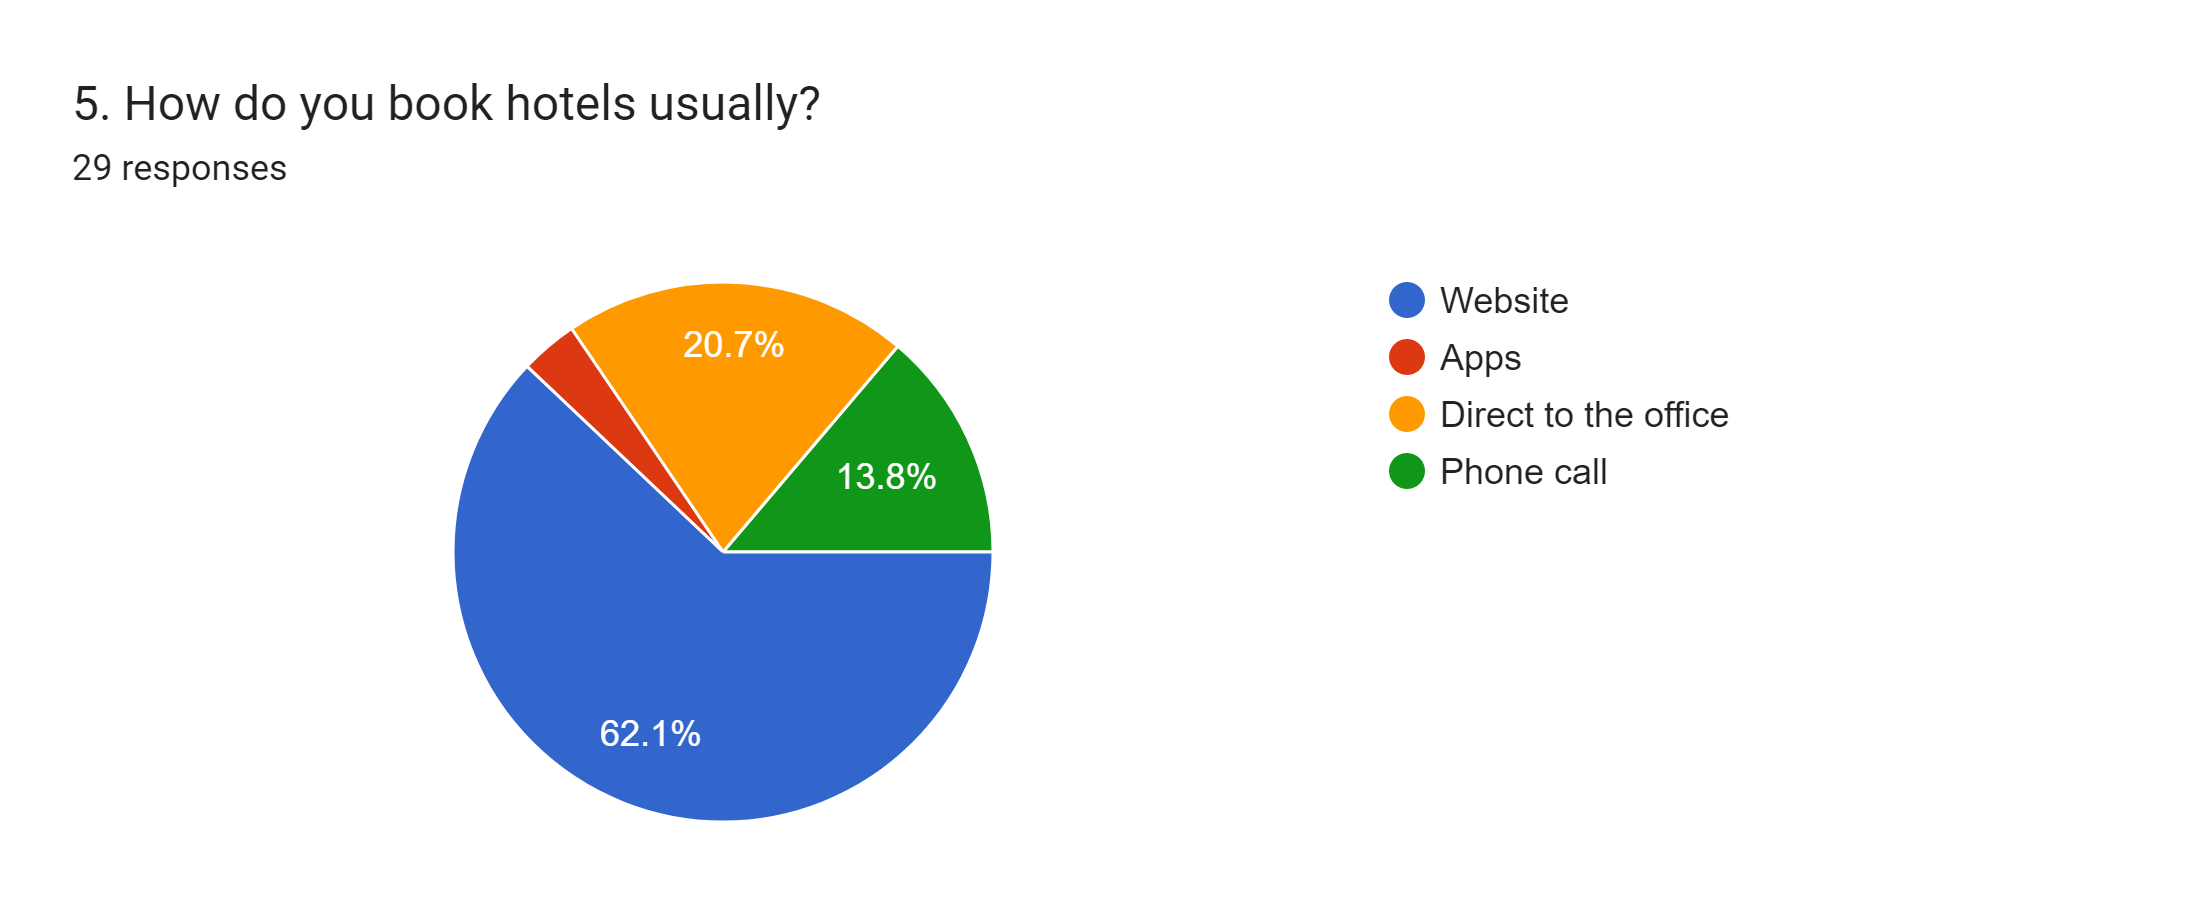 5. How do you book hotels usually?
29 responses
20.7%
13.8%
62.1%
Website
Apps
Direct to the office
Phone call